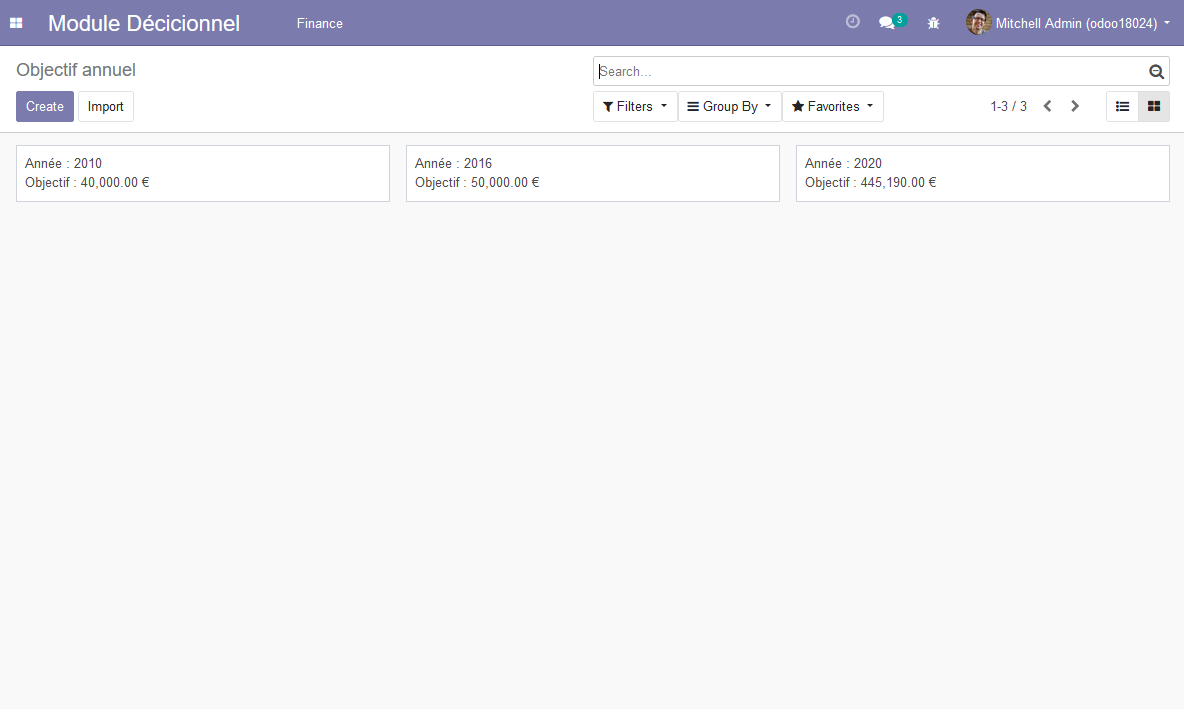 Module Décicionnel
Finance
3
Mitchell Admin (odoo18024)
Objectif annuel
Search...
Create
Import
Filters
Group By
Favorites
1-3 / 3
Année : 2010
Objectif : 40,000.00 €
Année : 2016
Objectif : 50,000.00 €
Année : 2020
Objectif : 445,190.00 €